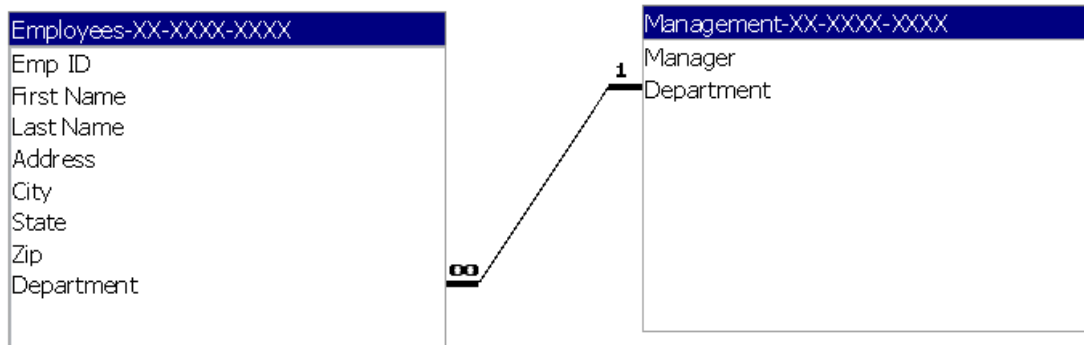 Employees-XX-XXXX-XXXX
Emp ID
First Name
Last Name
Address
City
State
Zip
Department
∞
1
Management-XX-XXXX-XXXX
Manager
Department